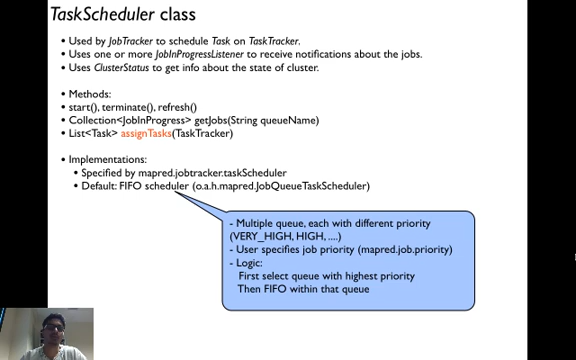 TaskScheduler class
• Used by JobTracker to schedule Task on TaskTracker.
• Uses one or more JobInProgressListener to receive notifications about the jobs.
• Uses ClusterStatus to get info about the state of cluster.
• Methods:
• start(), terminate(), refresh()
• Collection<JobInProgress> getJobs(String queueName)
• List<Task> assignTasks(TaskTracker)
• Implementations:
• Specified by mapred.jobtracker.taskScheduler
• Default: FIFO scheduler (o.a.h.mapred.JobQueueTaskScheduler)
- Multiple queue, each with different priority
(VERY_HIGH, HIGH, ....)
- User specifies job priority (mapred.job.priority)
- Logic:
First select queue with highest priority
Then FIFO within that queue